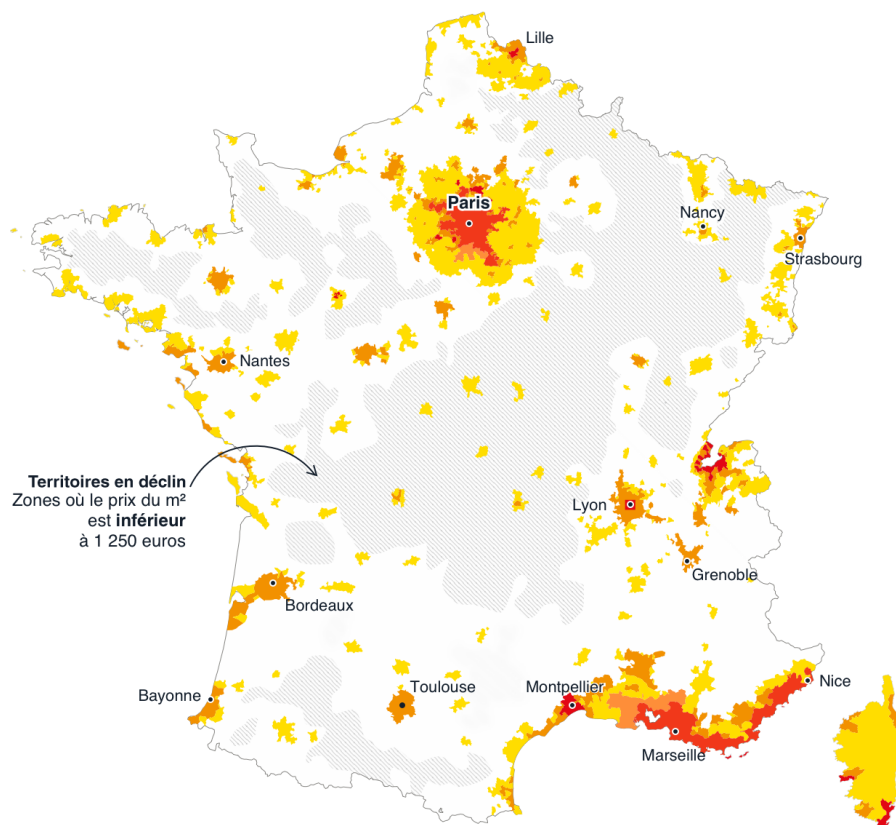 Lille
Paris
Nancy
Strasbourg
Nantes
Territoires en déclin
Zones où le prix du m²
est inférieur
à 1 250 euros
Lyon
Grenoble
Bordeaux
Bayonne
Toulouse
Montpellier
Nice
Marseille